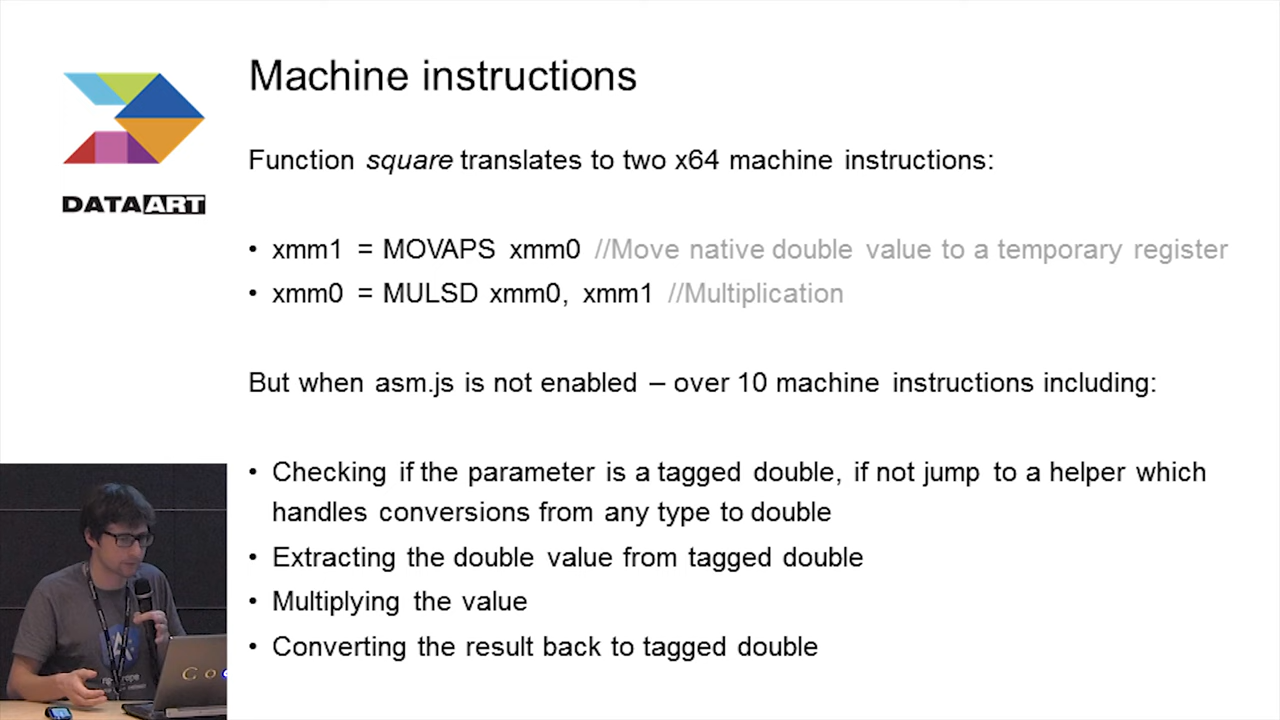 Machine instructions
DATAART
Function square translates to two x64 machine instructions:
• xmm1 = MOVAPS xmm0 //Move native double value to a temporary register
• xmm0 = MULSD xmm0, xmm1 //Multiplication
But when asm.js is not enabled – over 10 machine instructions including:
• Checking if the parameter is a tagged double, if not jump to a helper which
handles conversions from any type to double
• Extracting the double value from tagged double
• Multiplying the value
• Converting the result back to tagged double